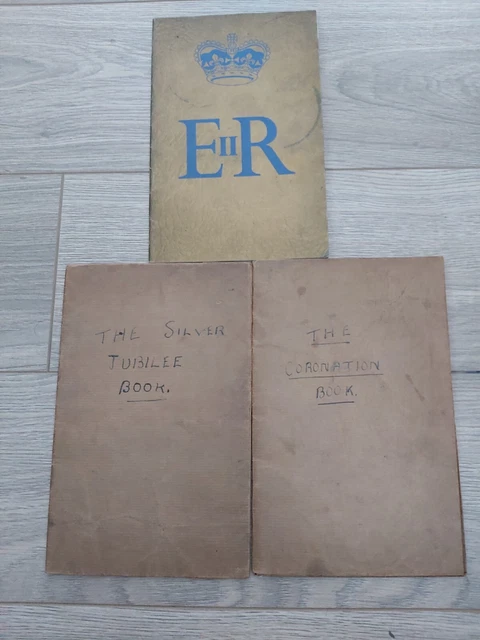 EIIR
THE SILVER
JUBILEE
BOOK.
THE
CORONATION
BOOK.